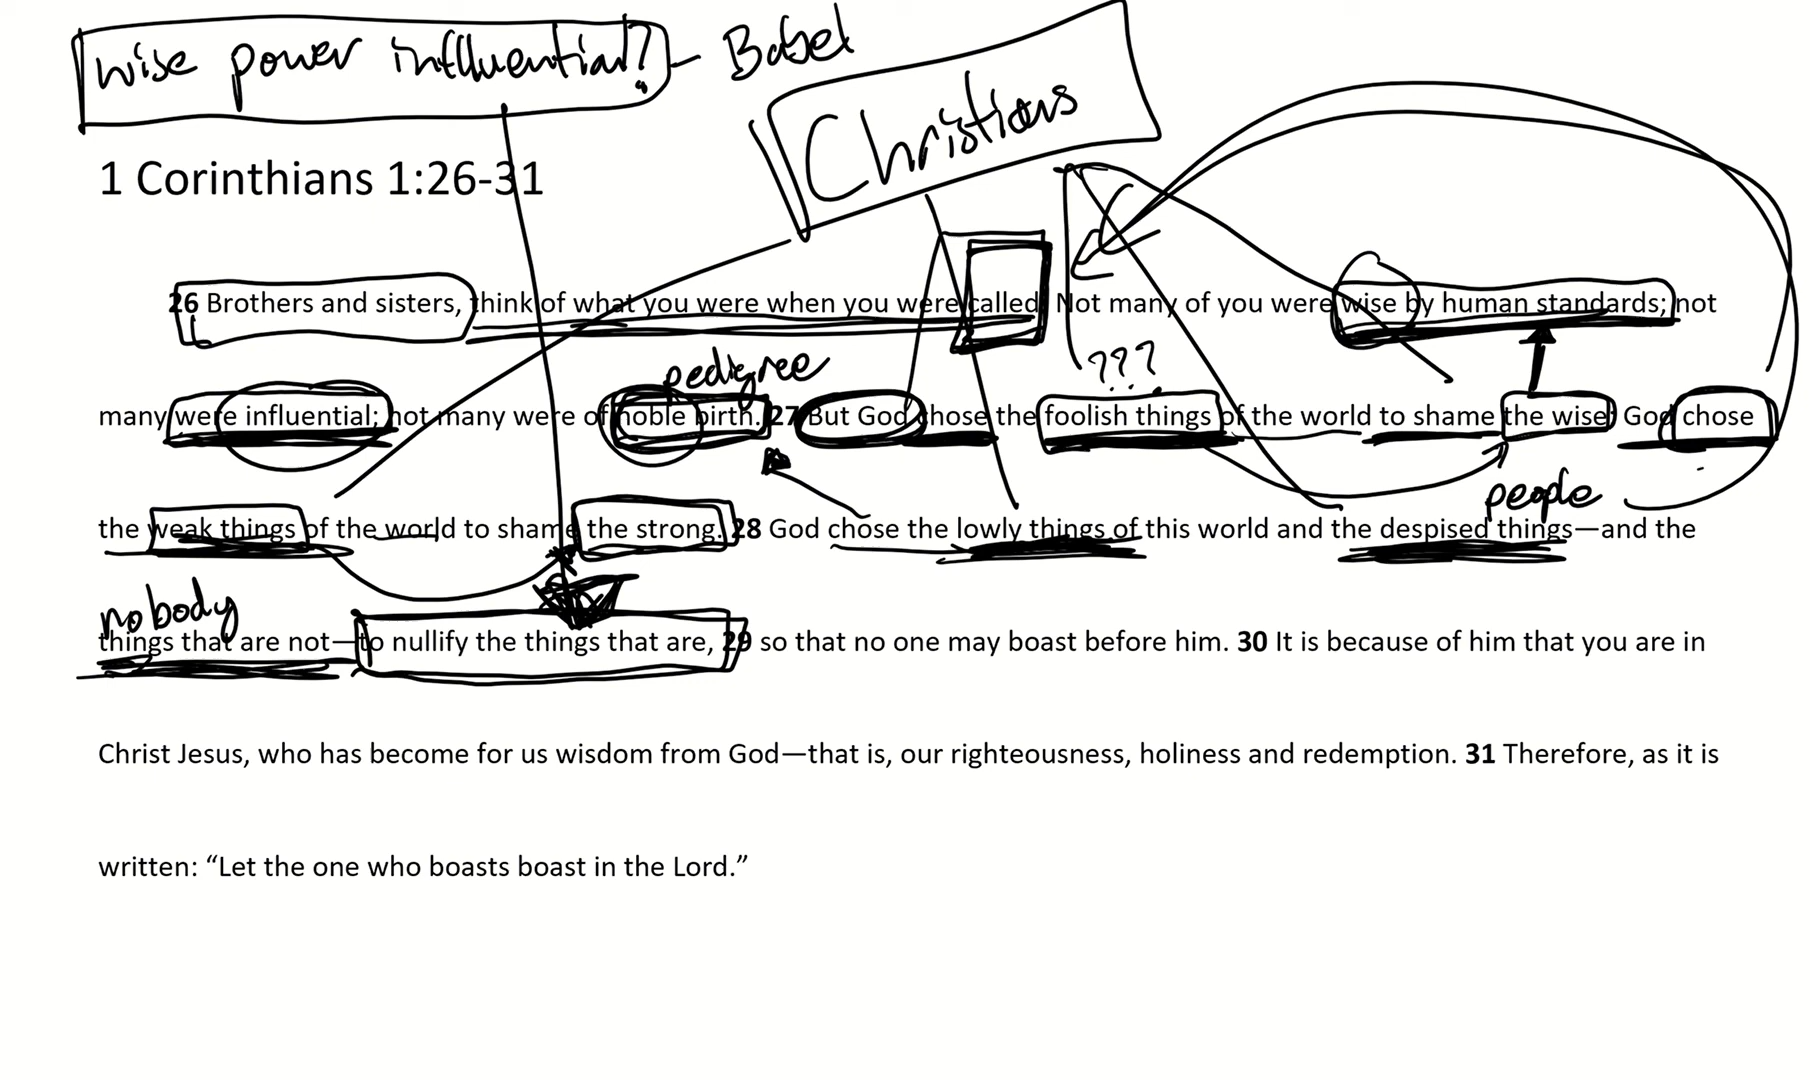 wise power influential? - Babel
Christians
1 Corinthians 1:26-31
26 Brothers and sisters, think of what you were when you were called. Not many of you were wise by human standards; not
pedigree
???
many were influential; not many were of noble birth. 27 But God chose the foolish things of the world to shame the wise; God chose
people
the weak things of the world to shame the strong. 28 God chose the lowly things of this world and the despised things—and the
nobody
things that are not—to nullify the things that are, 29 so that no one may boast before him. 30 It is because of him that you are in
Christ Jesus, who has become for us wisdom from God—that is, our righteousness, holiness and redemption. 31 Therefore, as it is
written: “Let the one who boasts boast in the Lord.”